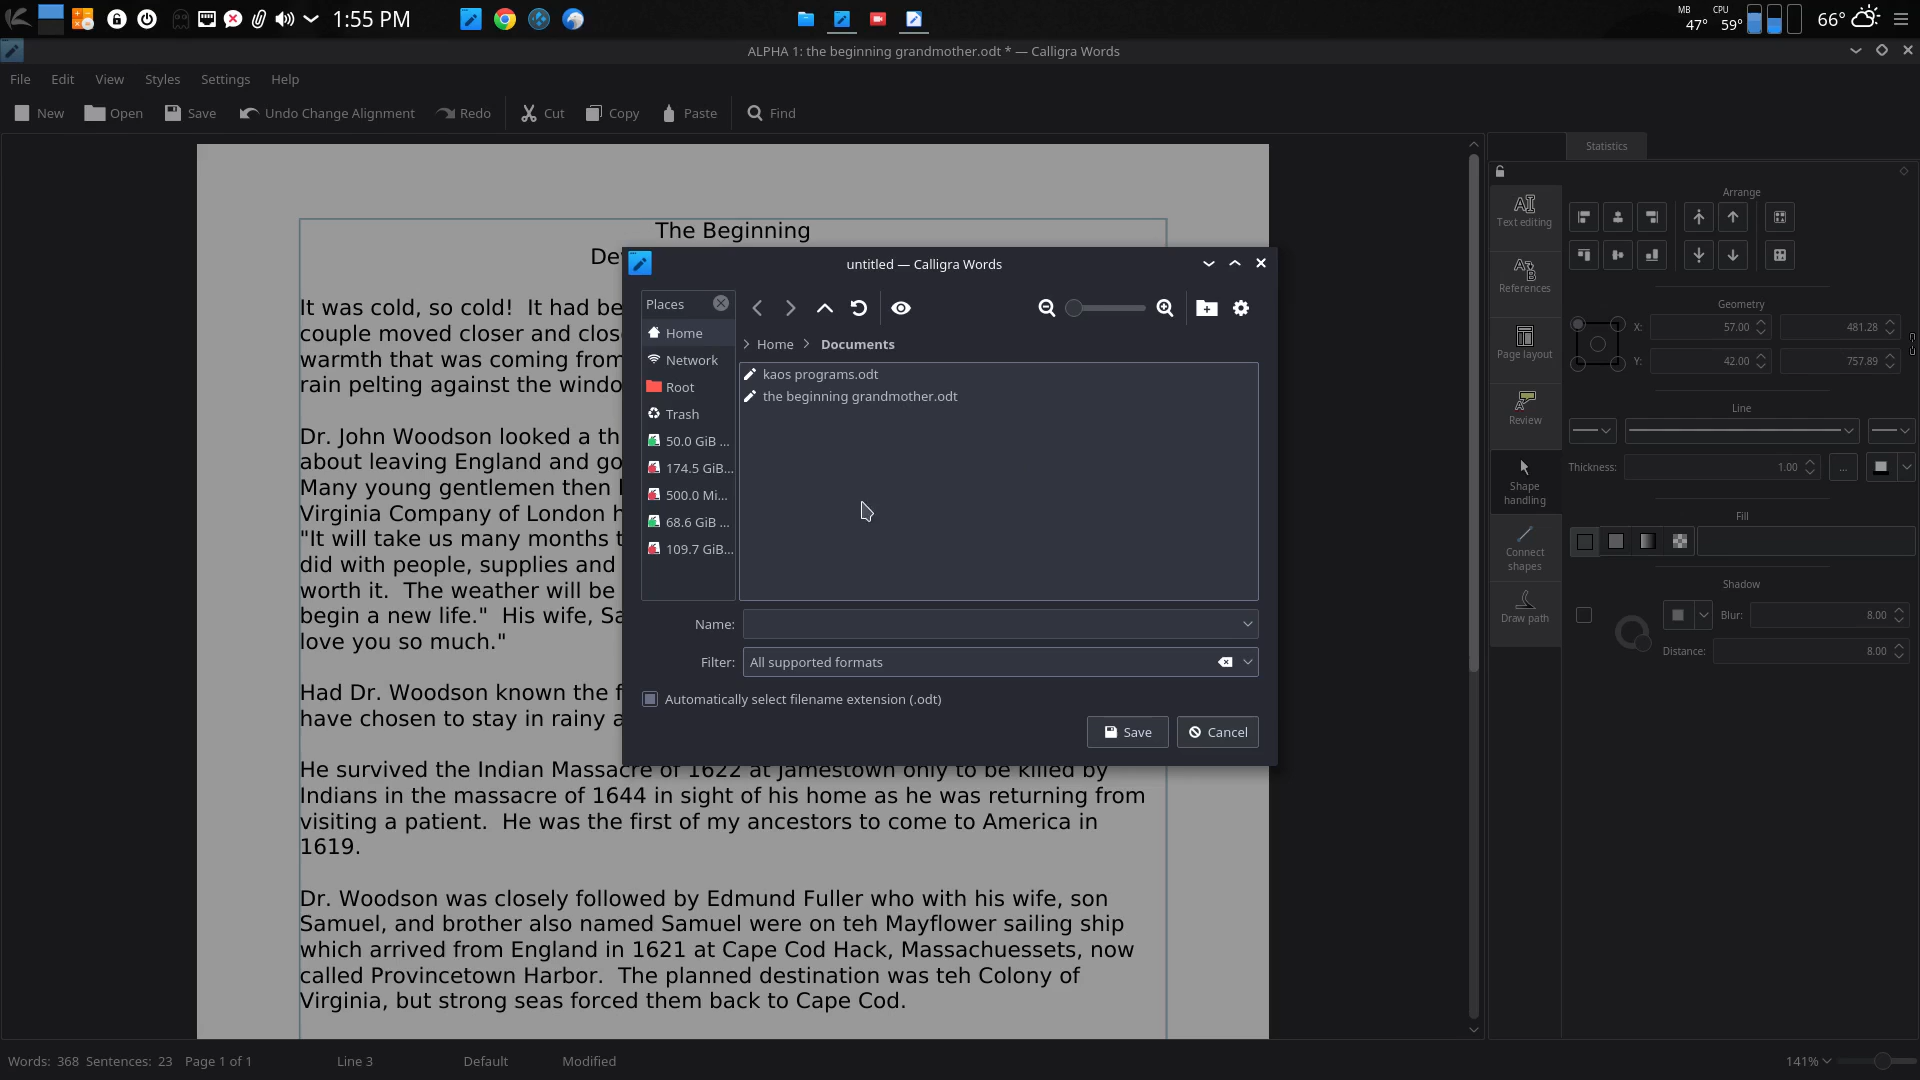 1:55 PM
MB 47° CPU 59° 66°
ALPHA 1: the beginning grandmother.odt * — Calligra Words
File Edit View Styles Settings Help
New Open Save Undo Change Alignment Redo Cut Copy Paste Find
The Beginning
De
It was cold, so cold!  It had be
couple moved closer and clos
warmth that was coming from
rain pelting against the windo
Dr. John Woodson looked a th
about leaving England and go
Many young gentlemen then
Virginia Company of London h
"It will take us many months t
did with people, supplies and
worth it.  The weather will be
begin a new life."  His wife, Sa
love you so much."
Had Dr. Woodson known the f
have chosen to stay in rainy a
He survived the Indian Massacre of 1622 at Jamestown only to be killed by
Indians in the massacre of 1644 in sight of his home as he was returning from
visiting a patient.  He was the first of my ancestors to come to America in
1619.
Dr. Woodson was closely followed by Edmund Fuller who with his wife, son
Samuel, and brother also named Samuel were on teh Mayflower sailing ship
which arrived from England in 1621 at Cape Cod Hack, Massachuessets, now
called Provincetown Harbor.  The planned destination was teh Colony of
Virginia, but strong seas forced them back to Cape Cod.
untitled — Calligra Words
Places
Home
Network
Root
Trash
50.0 GiB ...
174.5 GiB...
500.0 Mi...
68.6 GiB ...
109.7 GiB...
Home > Documents
kaos programs.odt
the beginning grandmother.odt
Name:
Filter: All supported formats
Automatically select filename extension (.odt)
Save Cancel
Statistics
Text editing
References
Page layout
Review
Shape handling
Connect shapes
Draw path
Arrange
Geometry
X: 57.00 481.28
Y: 42.00 757.89
Line
Thickness: 1.00 ...
Fill
Shadow
Blur: 8.00
Distance: 8.00
Words: 368 Sentences: 23 Page 1 of 1 Line 3 Default Modified 141%